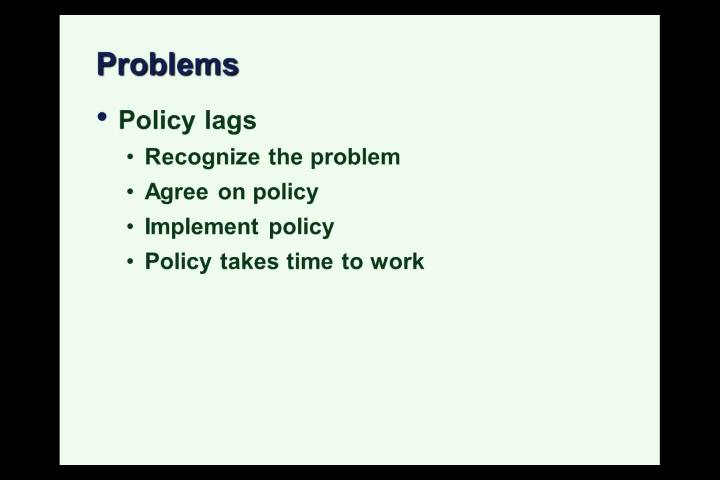 Problems
• Policy lags
• Recognize the problem
• Agree on policy
• Implement policy
• Policy takes time to work